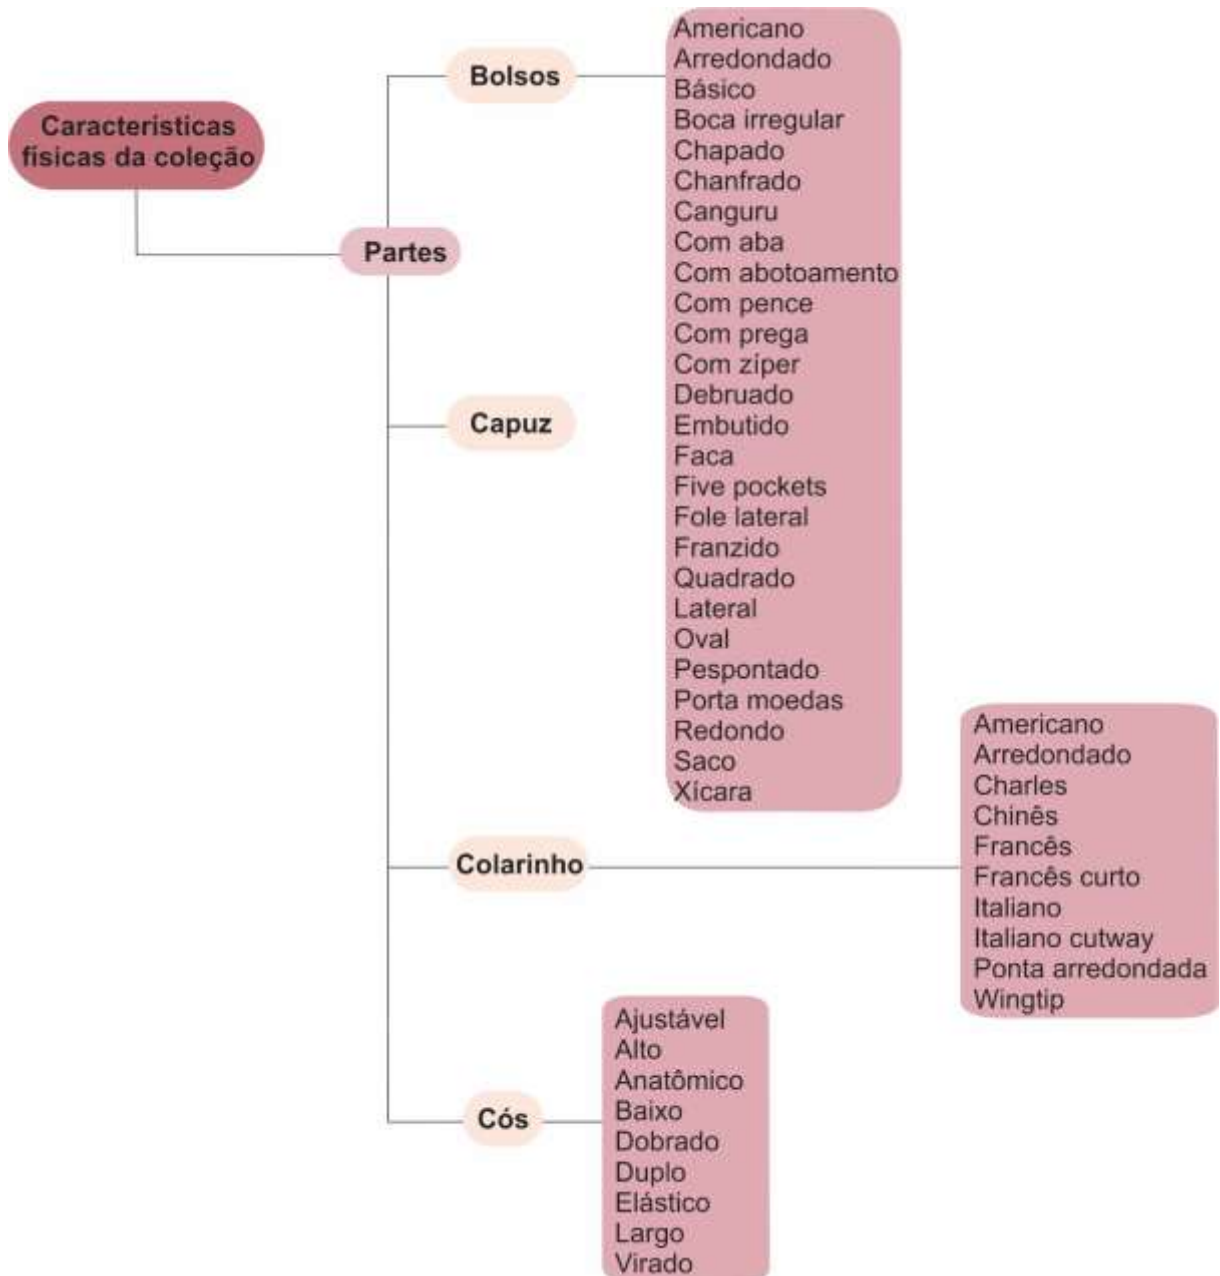 Características
físicas da coleção
Partes
Bolsos
Americano
Arredondado
Básico
Boca irregular
Chapado
Chanfrado
Canguru
Com aba
Com abotoamento
Com pence
Com prega
Com zíper
Debruado
Embutido
Faca
Five pockets
Fole lateral
Franzido
Quadrado
Lateral
Oval
Pespontado
Porta moedas
Redondo
Saco
Xícara
Capuz
Colarinho
Americano
Arredondado
Charles
Chinês
Francês
Francês curto
Italiano
Italiano cutway
Ponta arredondada
Wingtip
Cós
Ajustável
Alto
Anatômico
Baixo
Dobrado
Duplo
Elástico
Largo
Virado